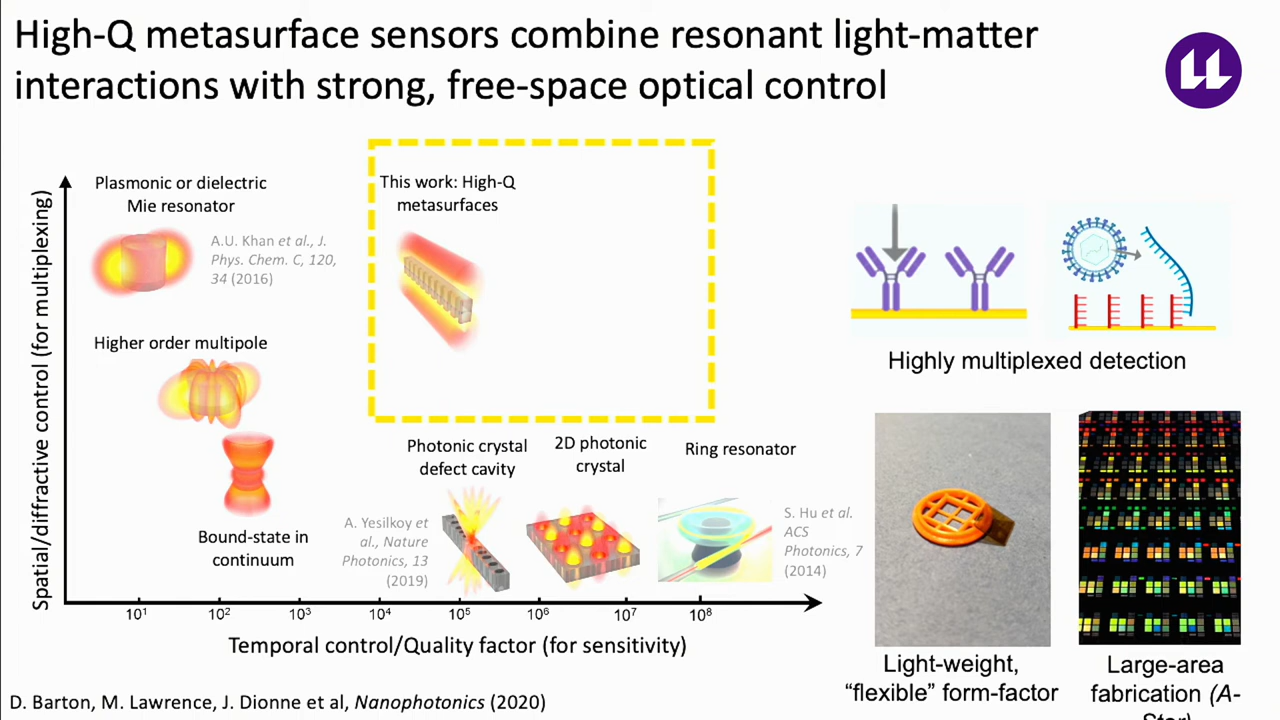 High-Q metasurface sensors combine resonant light-matter
interactions with strong, free-space optical control
Spatial/diffractive control (for multiplexing)
Plasmonic or dielectric
Mie resonator
A.U. Khan et al., J.
Phys. Chem. C, 120,
34 (2016)
This work: High-Q
metasurfaces
Higher order multipole
Bound-state in
continuum
Photonic crystal
defect cavity
A. Yesilkoy et
al., Nature
Photonics, 13
(2019)
2D photonic
crystal
Ring resonator
S. Hu et al.
ACS
Photonics, 7
(2014)
10¹ 10² 10³ 10⁴ 10⁵ 10⁶ 10⁷ 10⁸
Temporal control/Quality factor (for sensitivity)
Highly multiplexed detection
Light-weight,
“flexible” form-factor
Large-area
fabrication (A-
Star)
D. Barton, M. Lawrence, J. Dionne et al, Nanophotonics (2020)